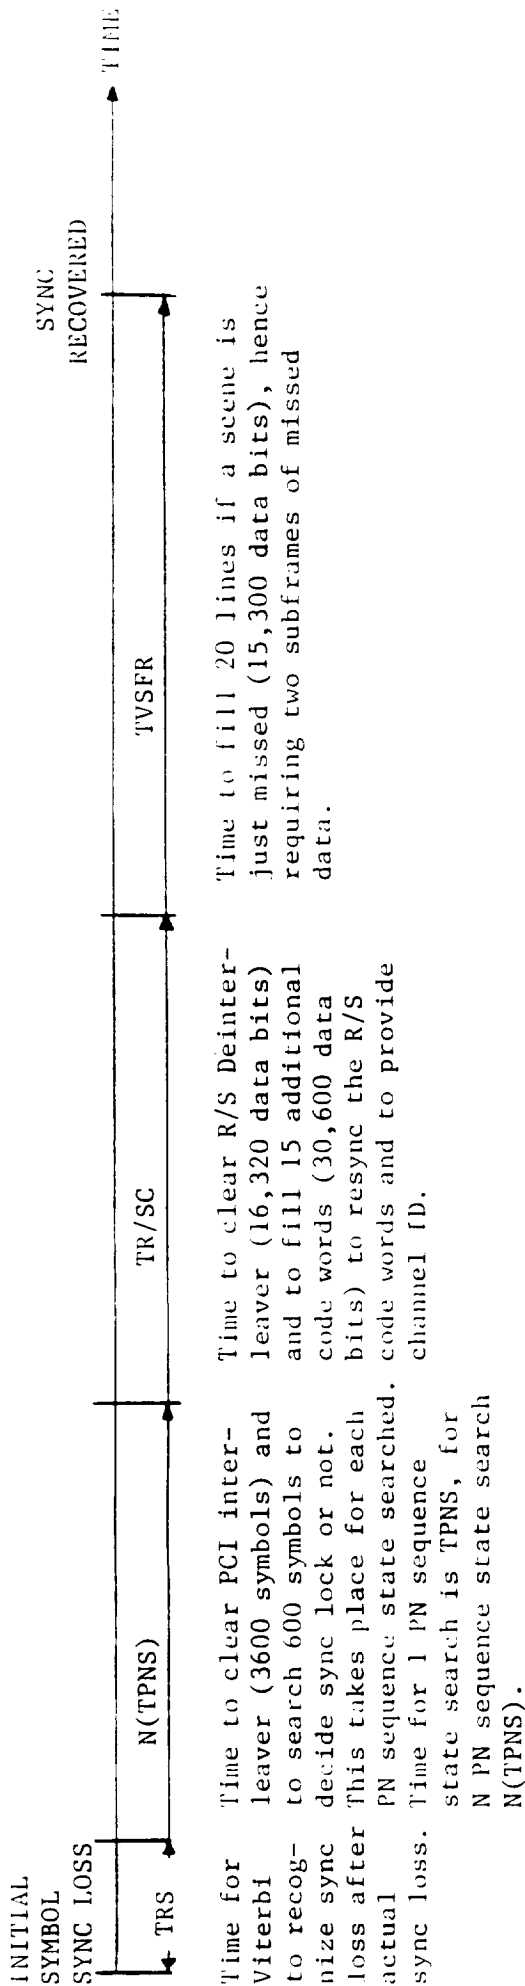 INITIAL
SYMBOL
SYNC LOSS
SYNC
RECOVERED
TIME
TRS
N(TPNS)
TR/SC
TVSFR
Time for
Viterbi
to recog-
nize sync
loss after
actual
sync loss.
Time to clear PCI inter-
leaver (3600 symbols) and
to search 600 symbols to
decide sync lock or not.
This takes place for each
PN sequence state searched.
Time for 1 PN sequence
state search is TPNS, for
N PN sequence state search
N(TPNS).
Time to clear R/S Deinter-
leaver (16,320 data bits)
and to fill 15 additional
code words (30,600 data
bits) to resync the R/S
code words and to provide
channel ID.
Time to fill 20 lines if a scene is
just missed (15,300 data bits), hence
requiring two subframes of missed
data.